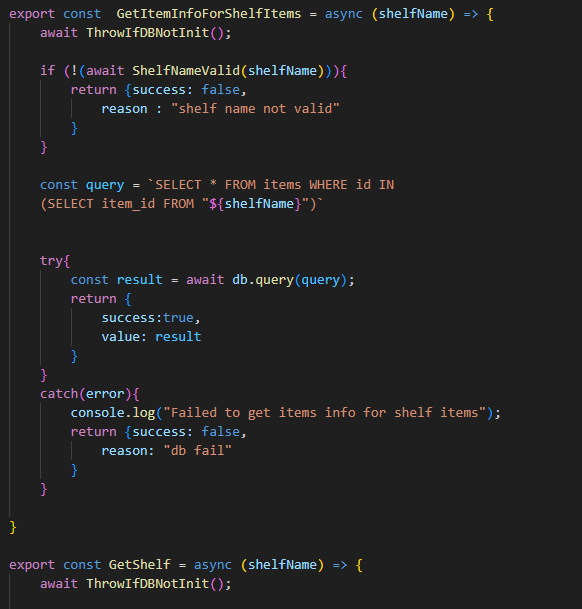 export const  GetItemInfoForShelfItems = async (shelfName) => {
    await ThrowIfDBNotInit();
    if (!(await ShelfNameValid(shelfName))){
        return {success: false,
            reason : "shelf name not valid"
        }
    }
    const query = `SELECT * FROM items WHERE id IN
    (SELECT item_id FROM "${shelfName}")`
    try{
        const result = await db.query(query);
        return {
            success:true,
            value: result
        }
    }
    catch(error){
        console.log("Failed to get items info for shelf items");
        return {success: false,
            reason: "db fail"
        }
    }
}
export const GetShelf = async (shelfName) => {
    await ThrowIfDBNotInit();